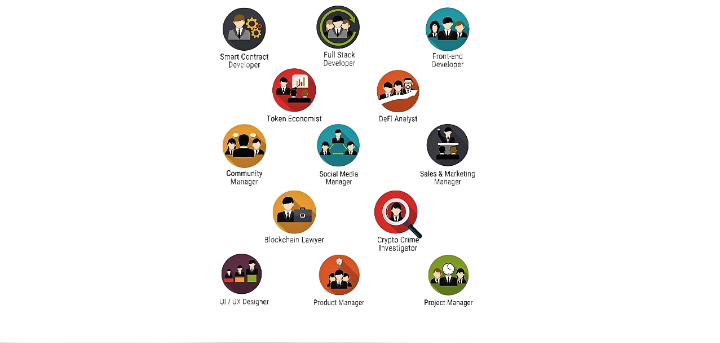 Smart Contract
Developer
Full Stack
Developer
Front-end
Developer
Token Economist
DeFi Analyst
Community
Manager
Social Media
Manager
Sales & Marketing
Manager
Blockchain Lawyer
Crypto Crime
Investigator
UI / UX Designer
Product Manager
Project Manager